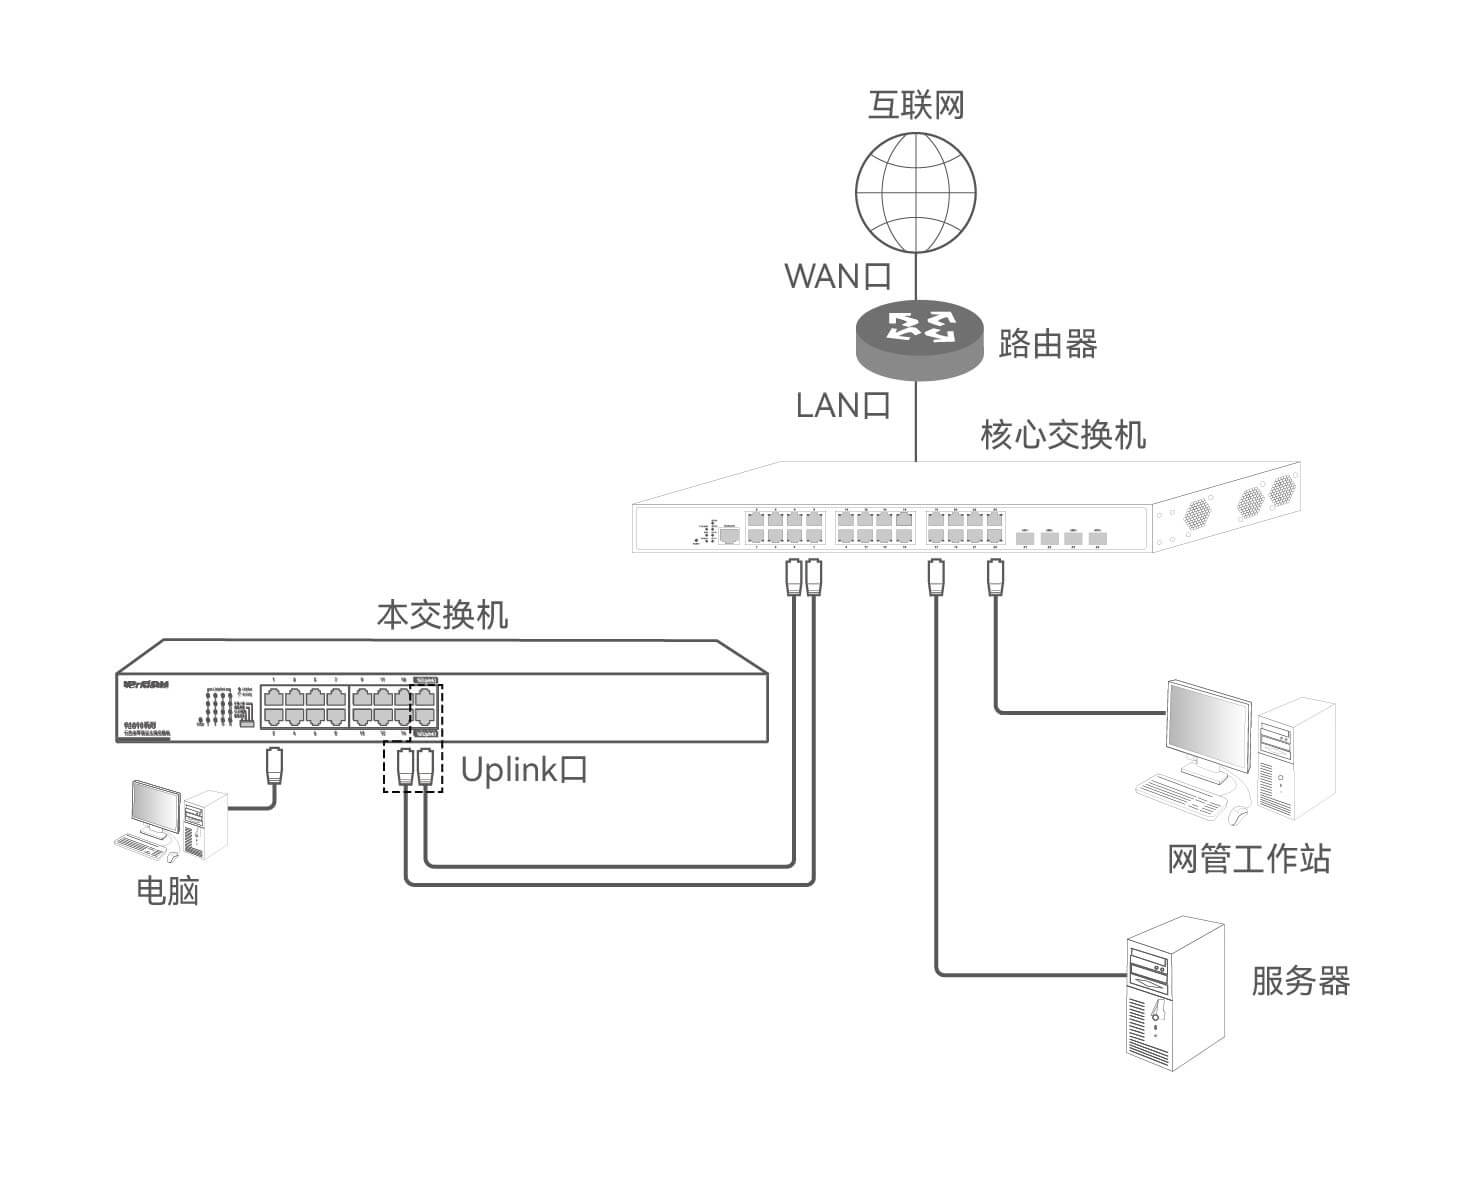 互联网
WAN口
路由器
LAN口
核心交换机
本交换机
Uplink口
电脑
网管工作站
服务器